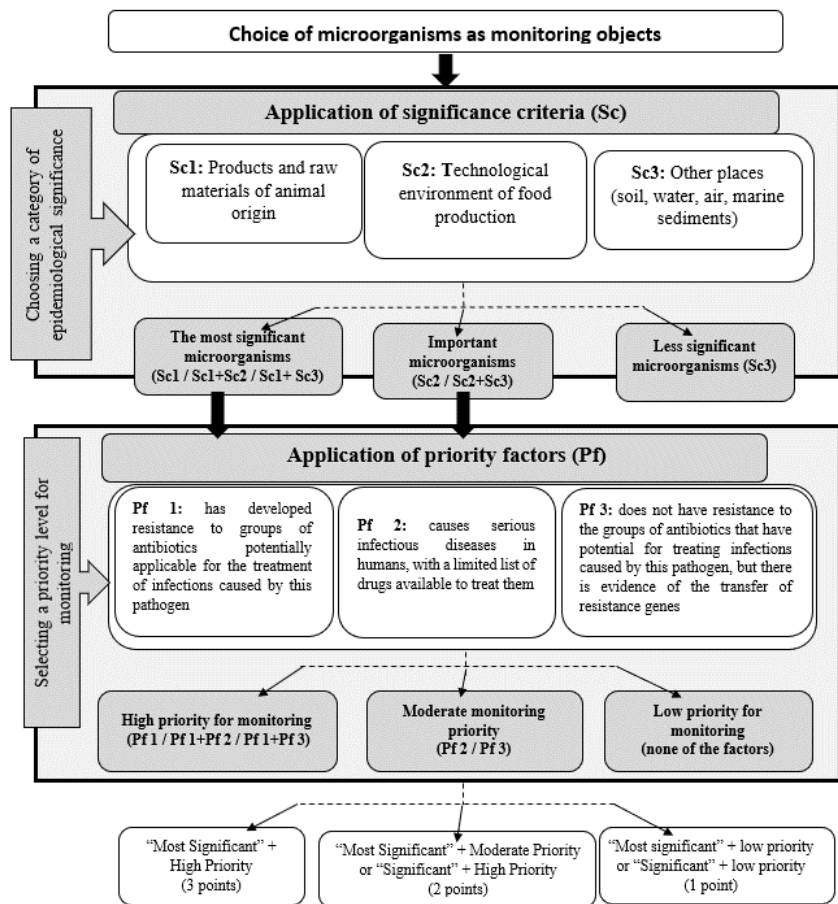 Choice of microorganisms as monitoring objects
Choosing a category of
epidemiological significance
Application of significance criteria (Sc)
Sc1: Products and raw
materials of animal
origin
Sc2: Technological
environment of food
production
Sc3: Other places
(soil, water, air, marine
sediments)
The most significant
microorganisms
(Sc1 / Sc1+Sc2 / Sc1+ Sc3)
Important
microorganisms
(Sc2 / Sc2+Sc3)
Less significant
microorganisms (Sc3)
Selecting a priority level for
monitoring
Application of priority factors (Pf)
Pf 1: has developed
resistance to groups of
antibiotics potentially
applicable for the treatment
of infections caused by this
pathogen
Pf 2: causes serious
infectious diseases in
humans, with a limited list of
drugs available to treat them
Pf 3: does not have resistance to
the groups of antibiotics that have
potential for treating infections
caused by this pathogen, but there
is evidence of the transfer of
resistance genes
High priority for monitoring
(Pf 1 / Pf 1+Pf 2 / Pf 1+Pf 3)
Moderate monitoring
priority
(Pf 2 / Pf 3)
Low priority for
monitoring
(none of the factors)
“Most Significant” +
High Priority
(3 points)
“Most Significant” + Moderate Priority
or “Significant” + High Priority
(2 points)
“Most significant” + low priority
or “Significant” + low priority
(1 point)